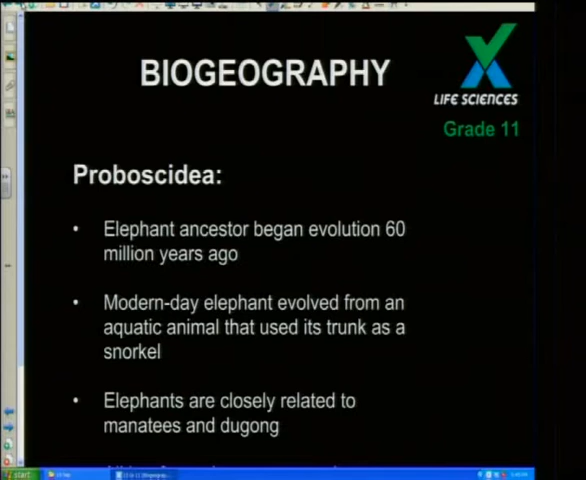 BIOGEOGRAPHY
LIFE SCIENCES
Grade 11
Proboscidea:
• Elephant ancestor began evolution 60
million years ago
• Modern-day elephant evolved from an
aquatic animal that used its trunk as a
snorkel
• Elephants are closely related to
manatees and dugong
start